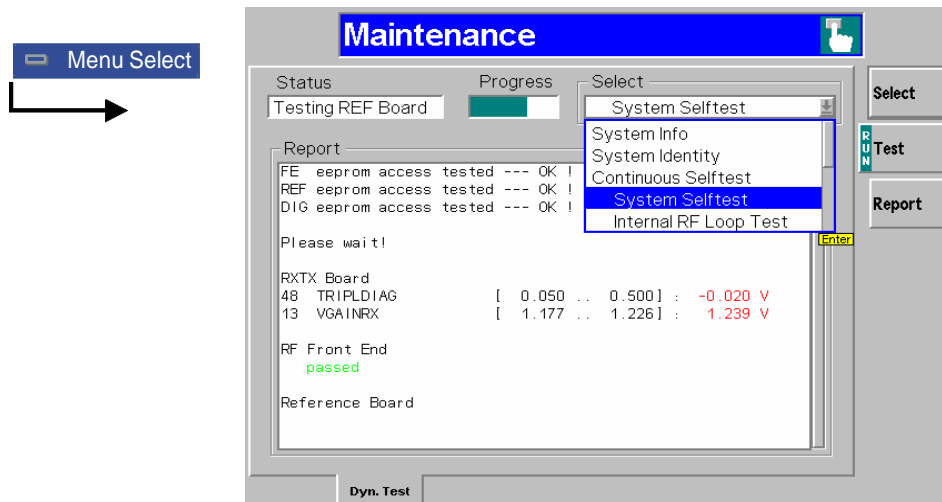 Menu Select
Maintenance
Status
Progress
Select
Testing REF Board
System Selftest
System Info
System Identity
Continuous Selftest
System Selftest
Internal RF Loop Test
Enter
Report
FE eeprom access tested --- OK !
REF eeprom access tested --- OK !
DIG eeprom access tested --- OK !
Please wait!
RXTX Board
48 TRIPLDIAG [ 0.050 .. 0.500] : -0.020 V
13 VGAINRX [ 1.177 .. 1.226] : 1.239 V
RF Front End
passed
Reference Board
Select
RUN
Test
Report
Dyn. Test